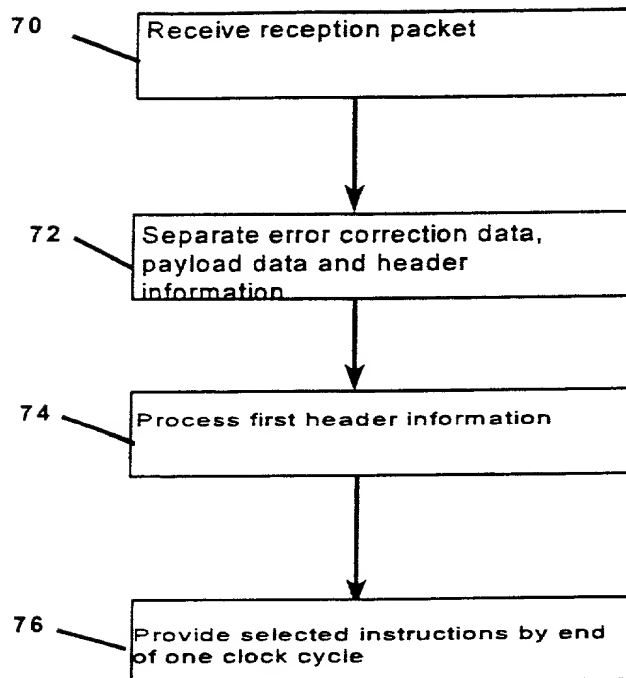 70
Receive reception packet
72
Separate error correction data,
payload data and header
information
74
Process first header information
76
Provide selected instructions by end
of one clock cycle